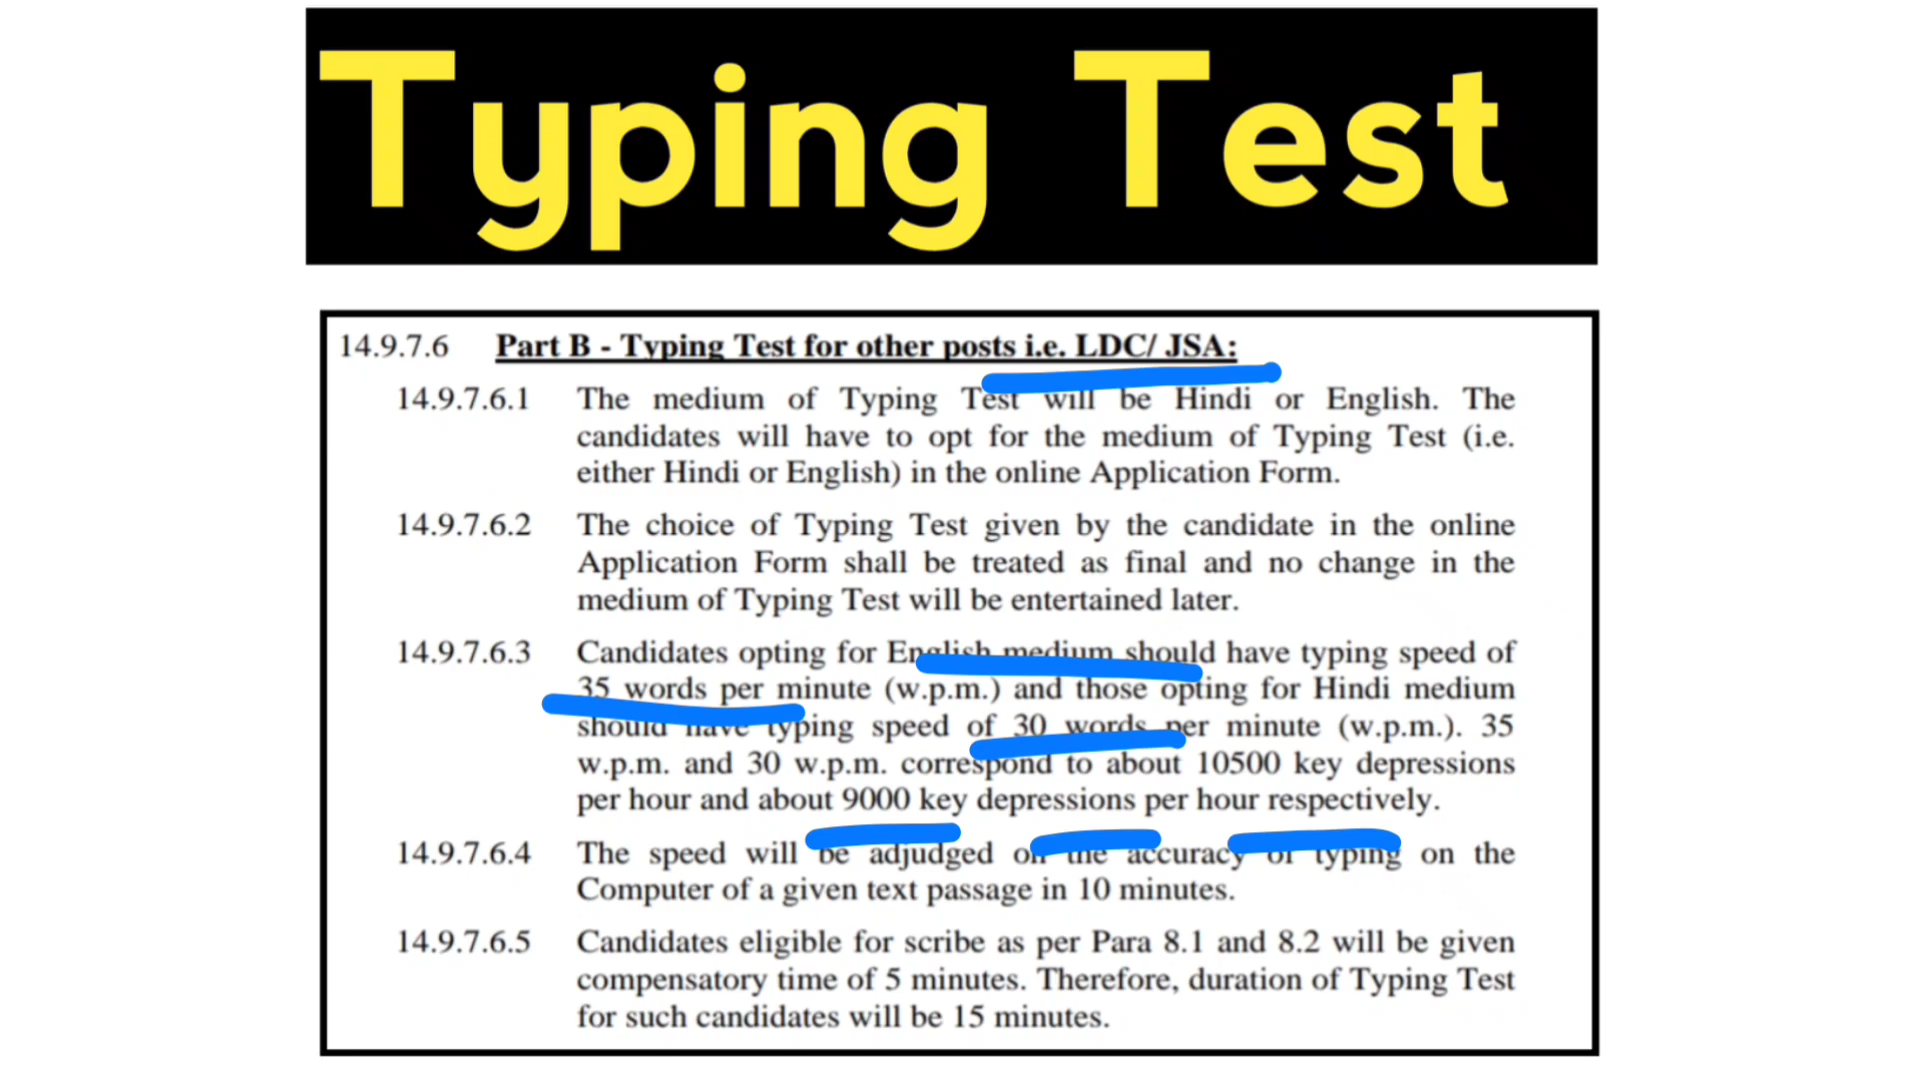 Typing Test
14.9.7.6 Part B - Typing Test for other posts i.e. LDC/ JSA:
14.9.7.6.1 The medium of Typing Test will be Hindi or English. The
candidates will have to opt for the medium of Typing Test (i.e.
either Hindi or English) in the online Application Form.
14.9.7.6.2 The choice of Typing Test given by the candidate in the online
Application Form shall be treated as final and no change in the
medium of Typing Test will be entertained later.
14.9.7.6.3 Candidates opting for English medium should have typing speed of
35 words per minute (w.p.m.) and those opting for Hindi medium
should have typing speed of 30 words per minute (w.p.m.). 35
w.p.m. and 30 w.p.m. correspond to about 10500 key depressions
per hour and about 9000 key depressions per hour respectively.
14.9.7.6.4 The speed will be adjudged on the accuracy of typing on the
Computer of a given text passage in 10 minutes.
14.9.7.6.5 Candidates eligible for scribe as per Para 8.1 and 8.2 will be given
compensatory time of 5 minutes. Therefore, duration of Typing Test
for such candidates will be 15 minutes.